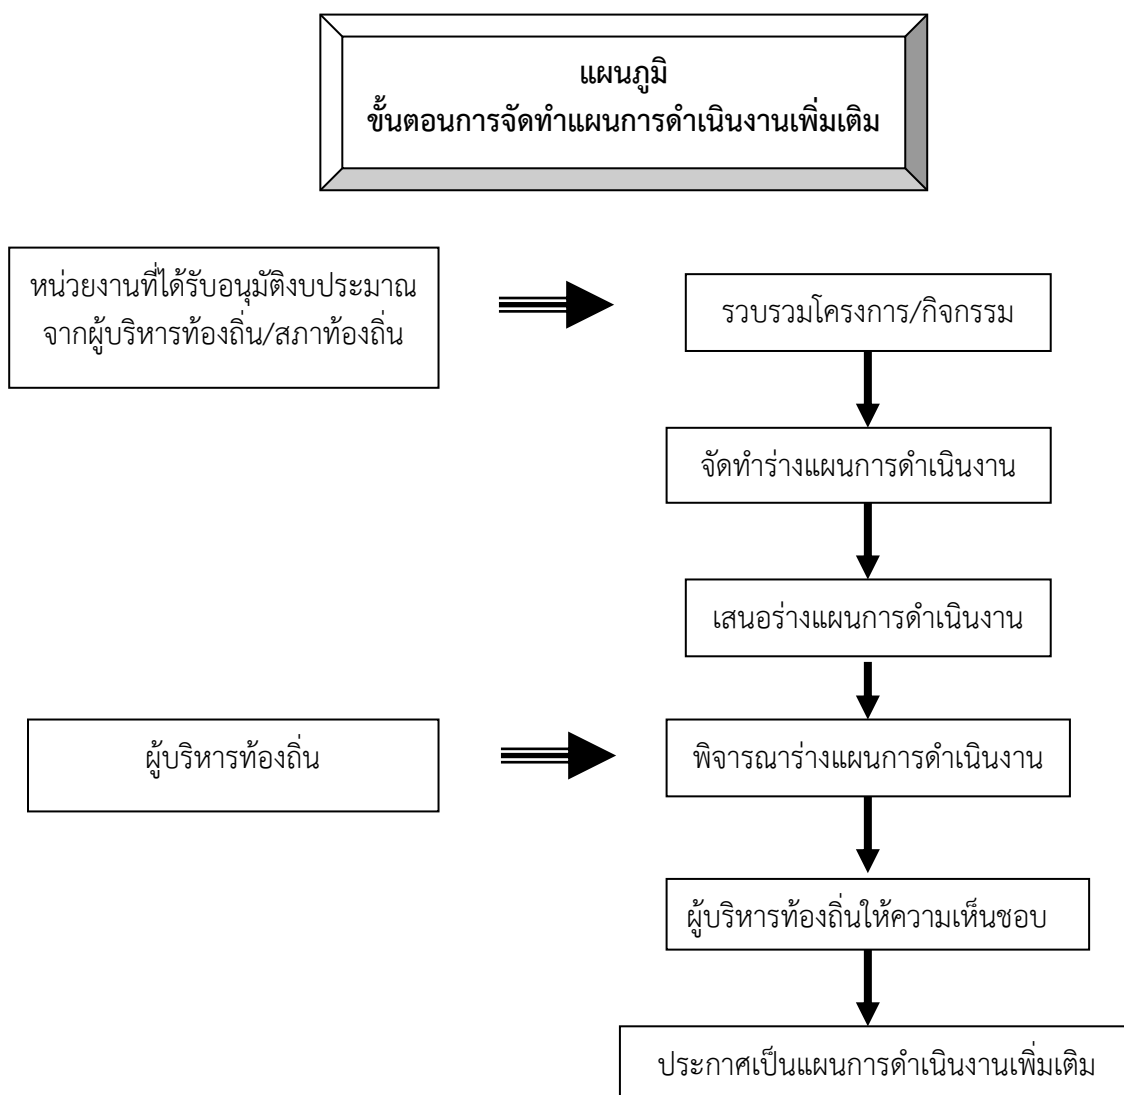 แผนภูมิ
ขั้นตอนการจัดทำแผนการดำเนินงานเพิ่มเติม
หน่วยงานที่ได้รับอนุมัติงบประมาณ
จากผู้บริหารท้องถิ่น/สภาท้องถิ่น
รวบรวมโครงการ/กิจกรรม
จัดทำร่างแผนการดำเนินงาน
เสนอร่างแผนการดำเนินงาน
ผู้บริหารท้องถิ่น
พิจารณาร่างแผนการดำเนินงาน
ผู้บริหารท้องถิ่นให้ความเห็นชอบ
ประกาศเป็นแผนการดำเนินงานเพิ่มเติม